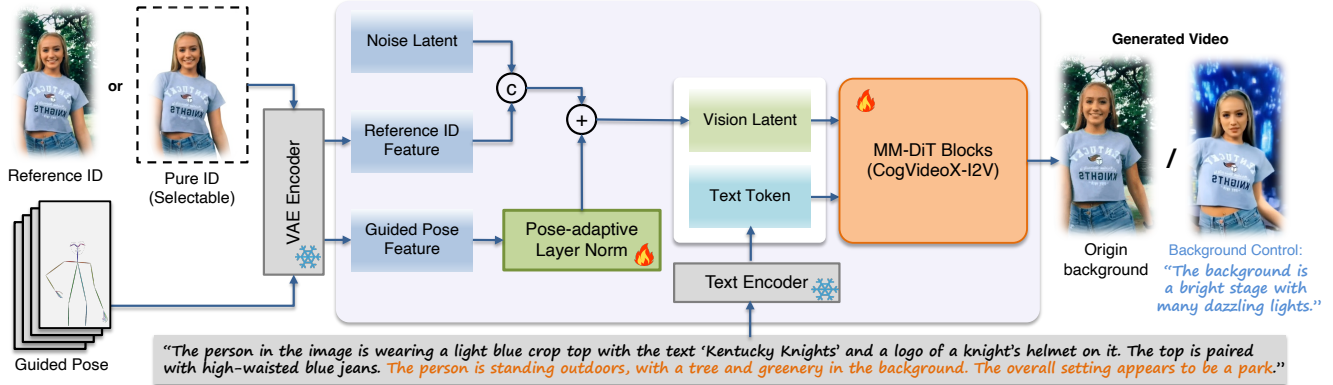 Reference ID
or
Pure ID
(Selectable)
Guided Pose
VAE Encoder
Noise Latent
Reference ID
Feature
Guided Pose
Feature
C
+
Pose-adaptive
Layer Norm
Vision Latent
Text Token
Text Encoder
MM-DiT Blocks
(CogVideoX-I2V)
Generated Video
/
Origin
background
Background Control:
“The background is
a bright stage with
many dazzling lights.”
“The person in the image is wearing a light blue crop top with the text ‘Kentucky Knights’ and a logo of a knight’s helmet on it. The top is paired
with high-waisted blue jeans. The person is standing outdoors, with a tree and greenery in the background. The overall setting appears to be a park.”